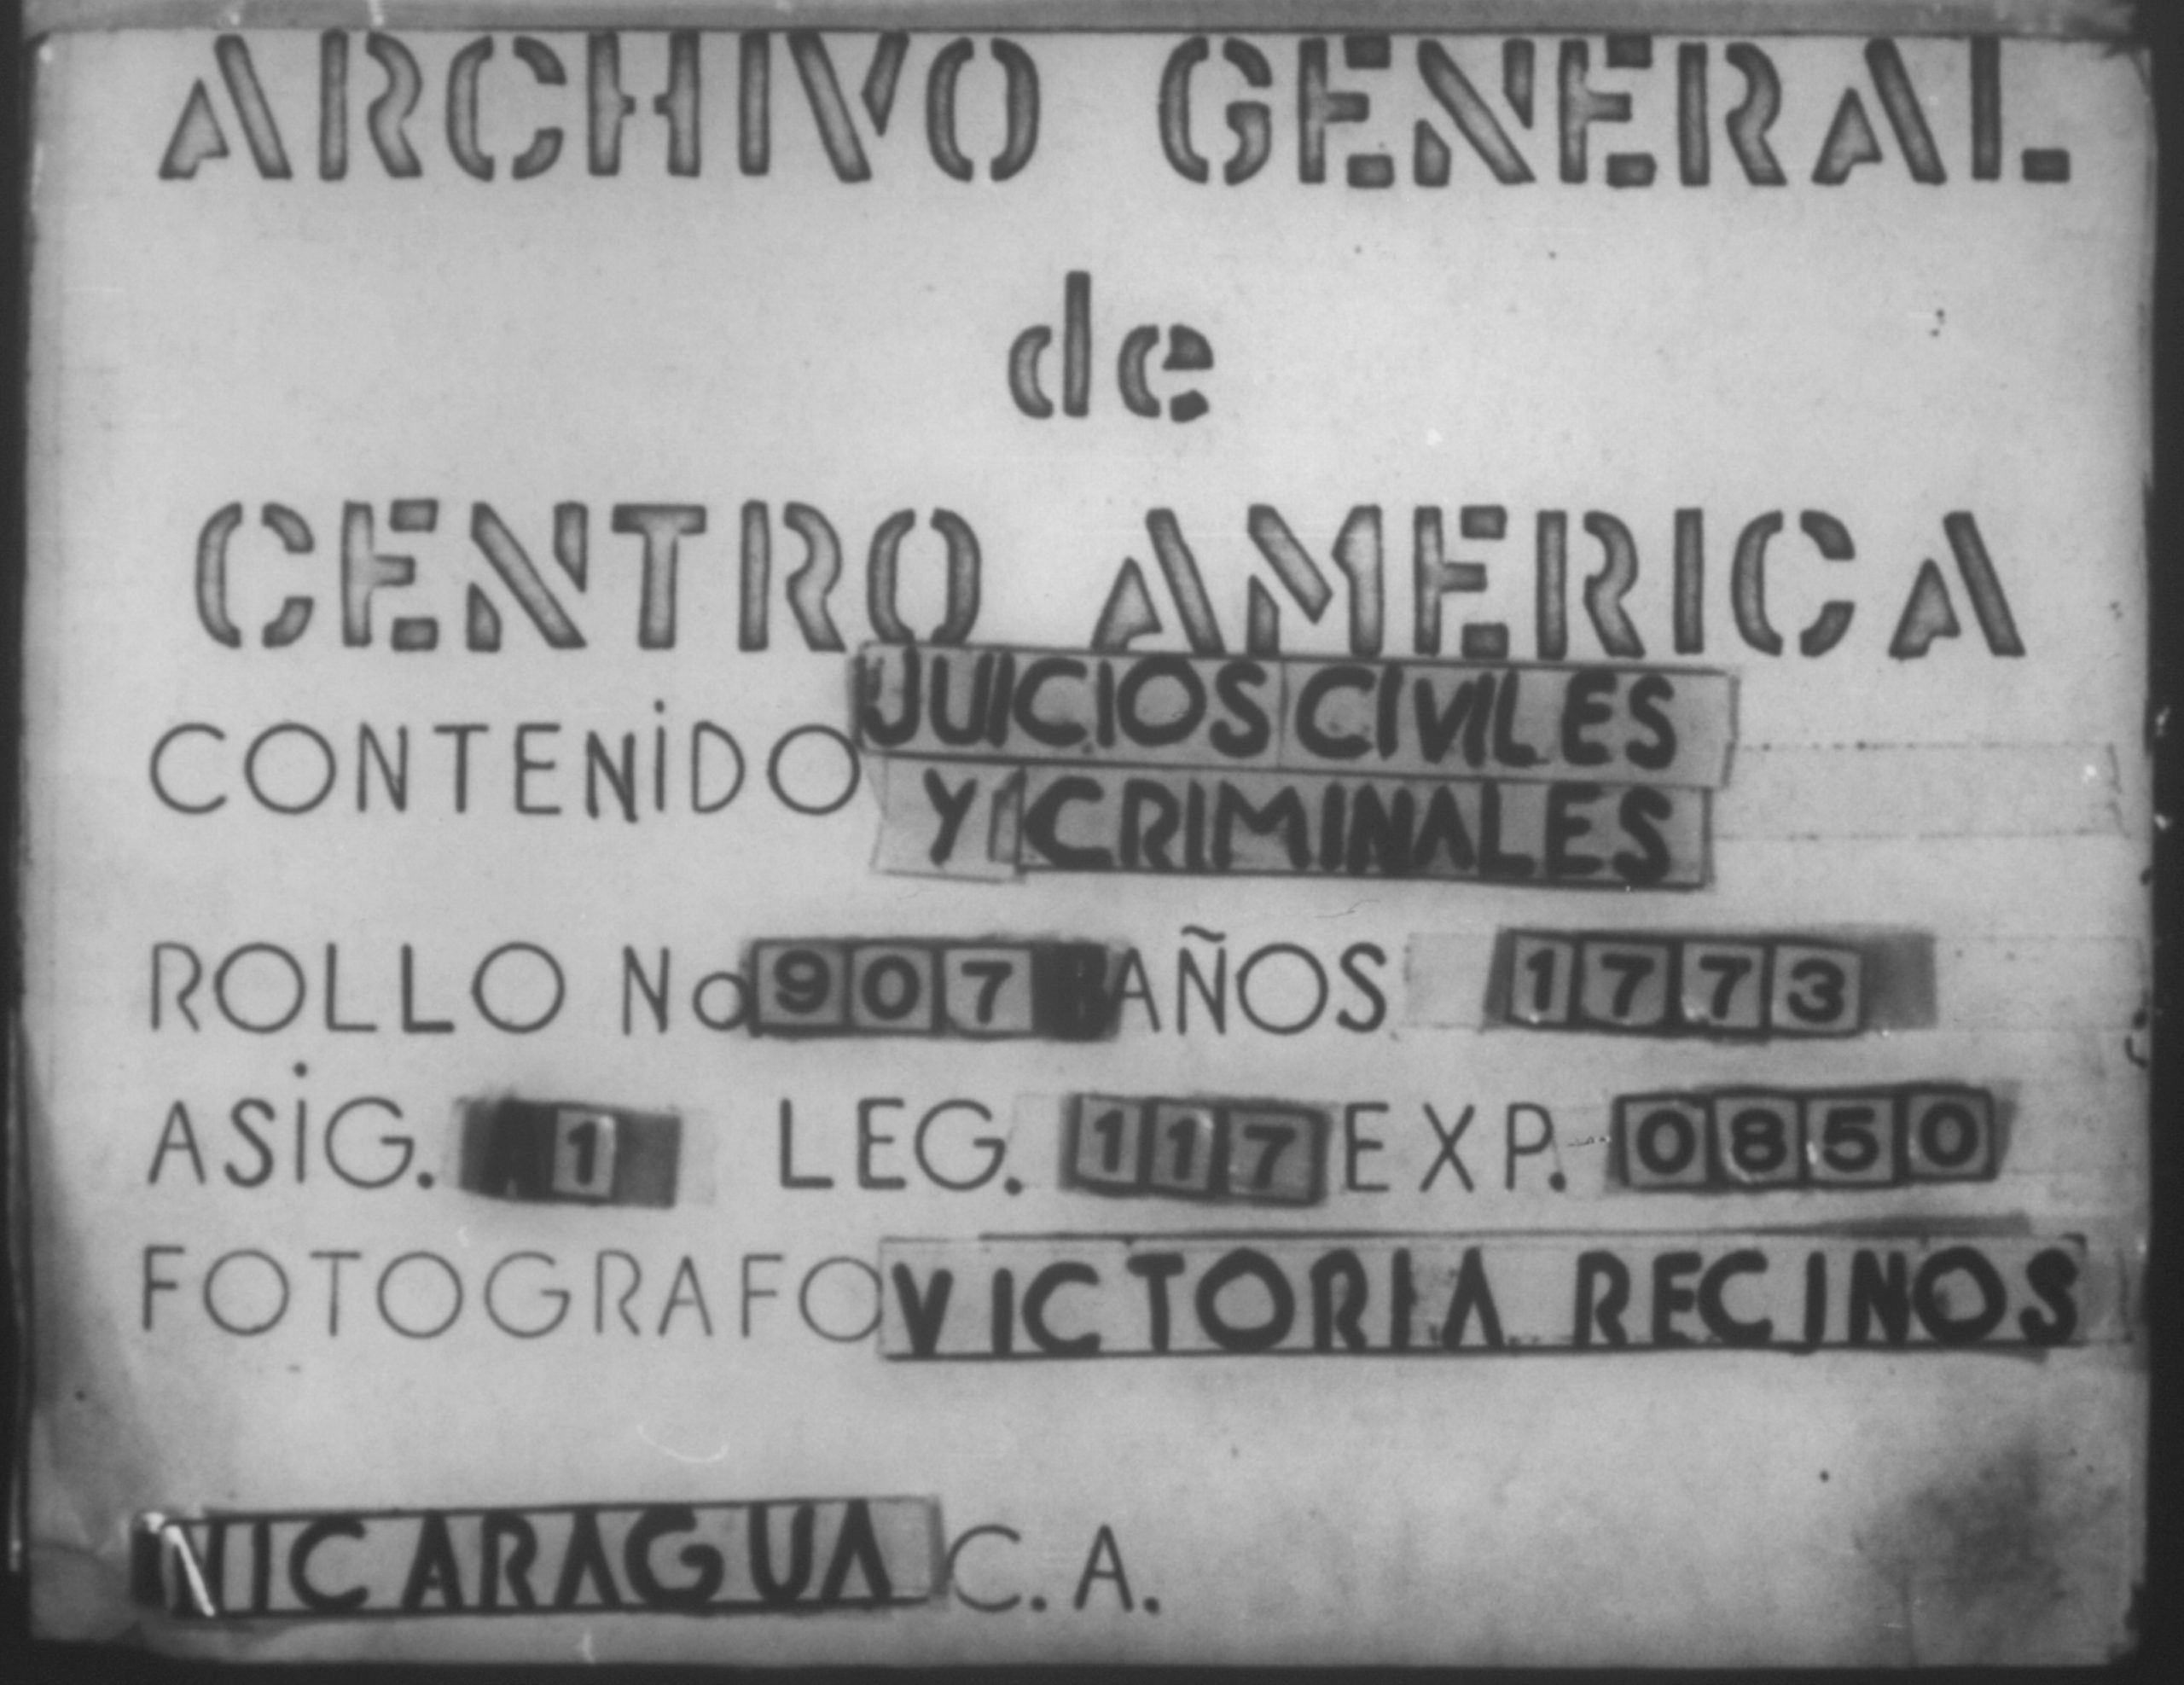 ARCHIVO GENERAL
de
CENTRO AMERICA
CONTENIDO JUICIOS CIVILES
Y CRIMINALES
ROLLO No 907 AÑOS 1773
ASIG. 1 LEG. 117 EXP. 0850
FOTOGRAFO VICTORIA RECINOS
NICARAGUA C.A.